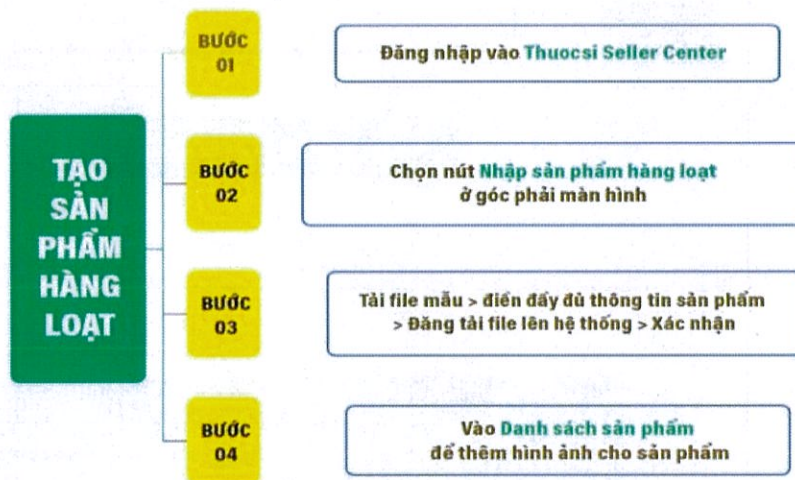 TẠO
SẢN
PHẨM
HÀNG
LOẠT
BƯỚC
01
Đăng nhập vào Thuocsi Seller Center
BƯỚC
02
Chọn nút Nhập sản phẩm hàng loạt
ở góc phải màn hình
BƯỚC
03
Tải file mẫu > điền đầy đủ thông tin sản phẩm
> Đăng tải file lên hệ thống > Xác nhận
BƯỚC
04
Vào Danh sách sản phẩm
để thêm hình ảnh cho sản phẩm